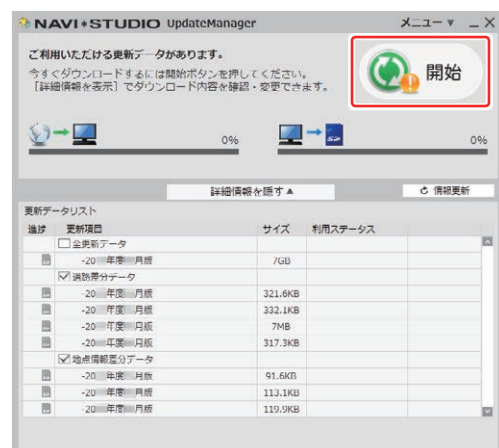 NAVI*STUDIO UpdateManager メニュー ▼ _ X
ご利用いただける更新データがあります。
今すぐダウンロードするには開始ボタンを押してください。
[詳細情報を表示] でダウンロード内容を確認・変更できます。
開始
0% 0%
詳細情報を隠す▲ 情報更新
更新データリスト
進捗 更新項目 サイズ 利用ステータス
全更新データ
-20 年度 月版 7GB
道路差分データ
-20 年度 月版 321.6KB
-20 年度 月版 332.1KB
-20 年度 月版 7MB
-20 年度 月版 317.3KB
地点情報差分データ
-20 年度 月版 91.6KB
-20 年度 月版 113.1KB
-20 年度 月版 119.9KB